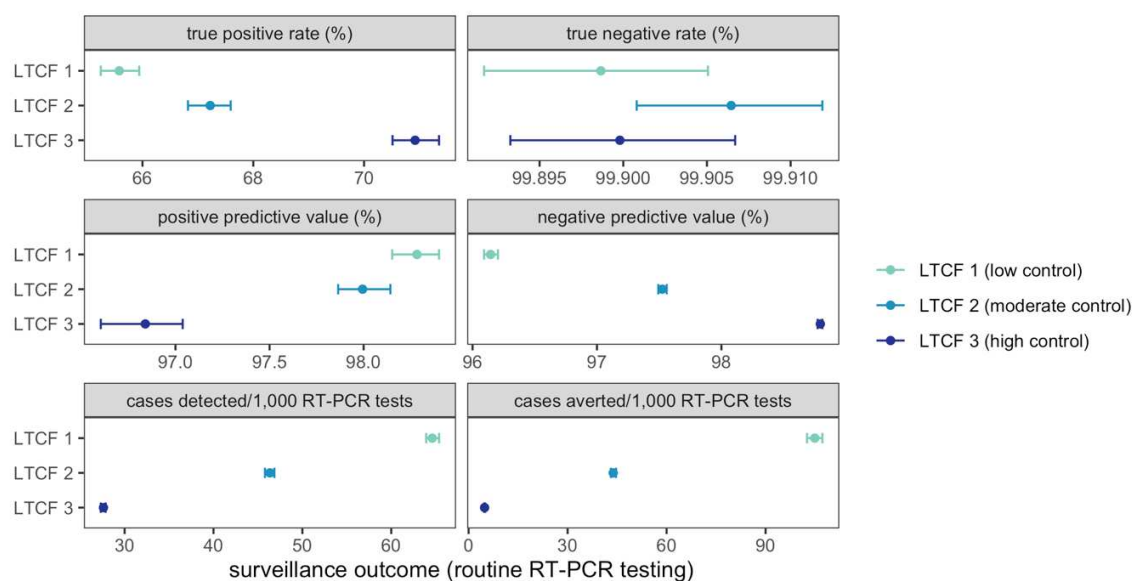 true positive rate (%)
true negative rate (%)
LTCF 1
LTCF 2
LTCF 3
66
68
70
99.895
99.900
99.905
99.910
positive predictive value (%)
negative predictive value (%)
LTCF 1
LTCF 2
LTCF 3
97.0
97.5
98.0
96
97
98
cases detected/1,000 RT-PCR tests
cases averted/1,000 RT-PCR tests
LTCF 1
LTCF 2
LTCF 3
30
40
50
60
0
30
60
90
surveillance outcome (routine RT-PCR testing)
LTCF 1 (low control)
LTCF 2 (moderate control)
LTCF 3 (high control)